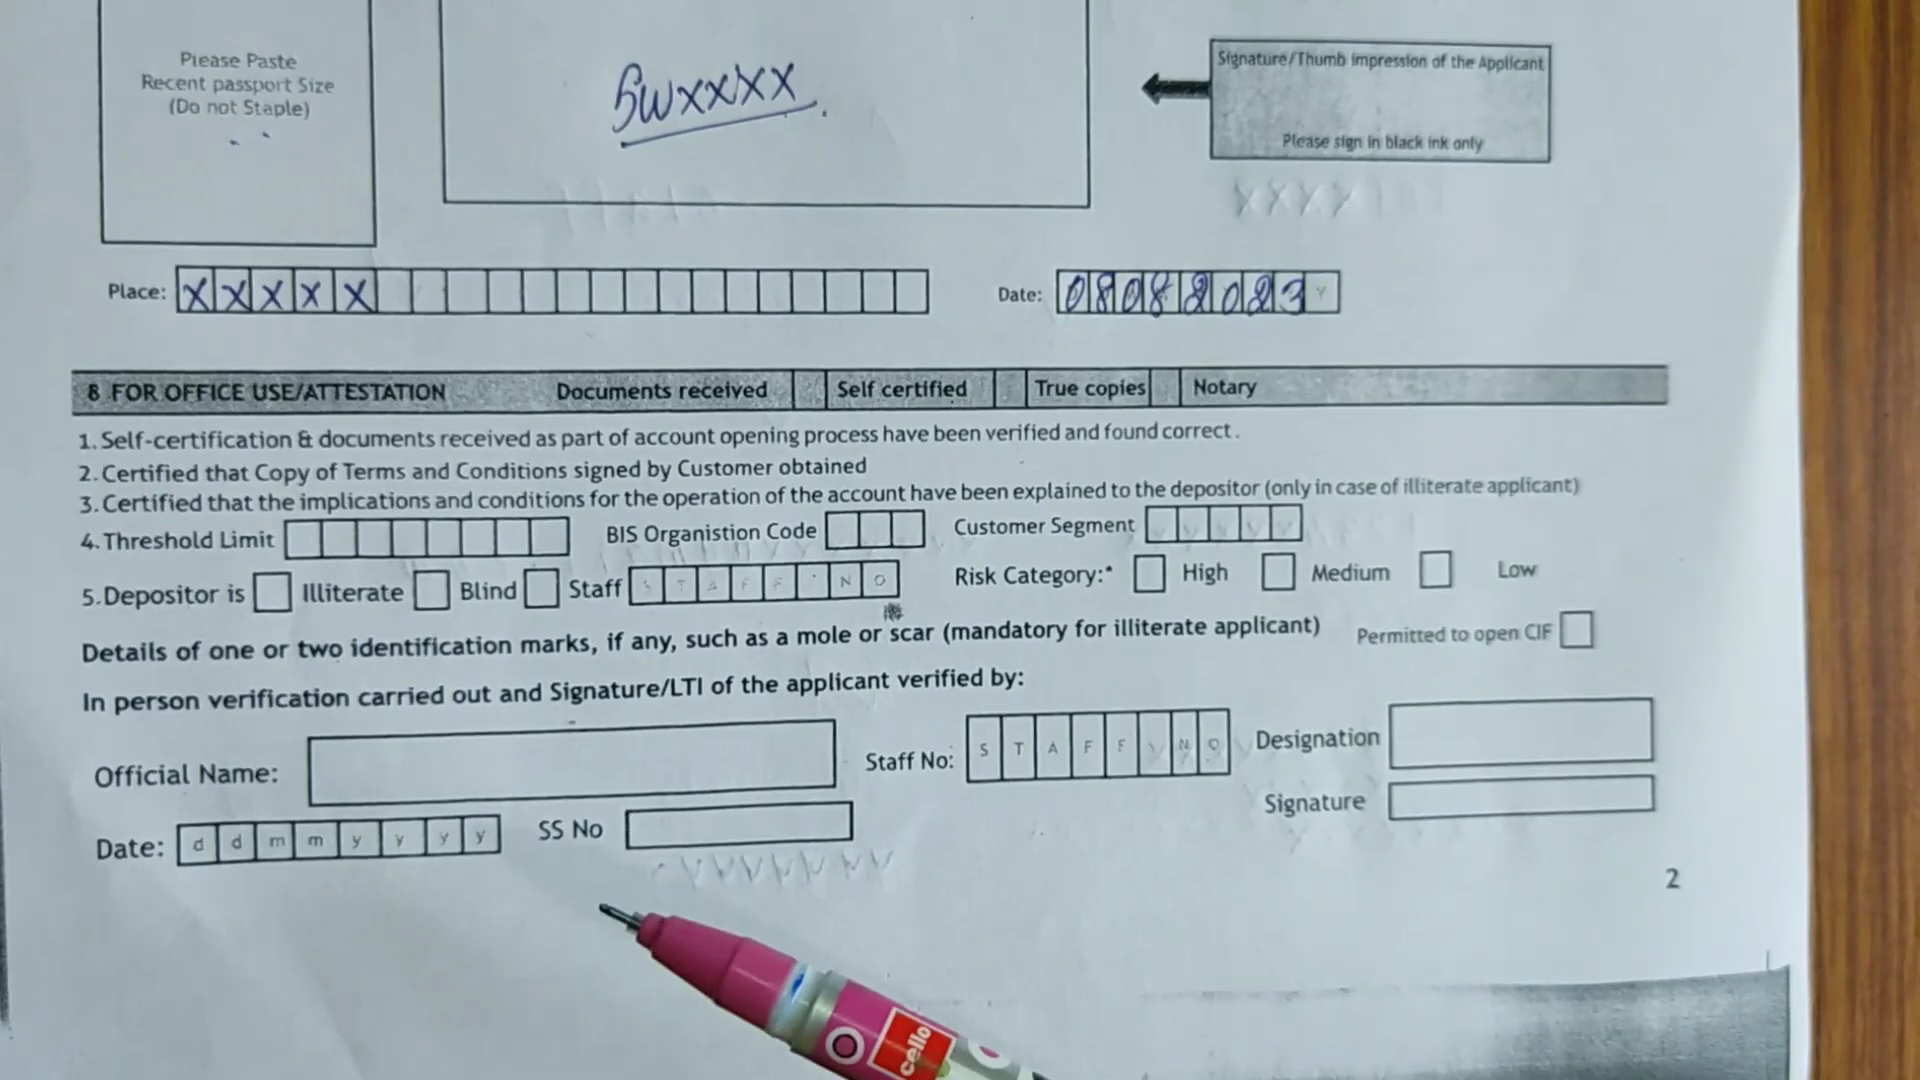 Please Paste
Recent passport Size
(Do not Staple)
Swxxxx
Signature/Thumb impression of the Applicant
Please sign in black ink only
Place: X X X X X
Date: 0 8 0 8 2 0 2 3 Y
8 FOR OFFICE USE/ATTESTATION Documents received Self certified True copies Notary
1. Self-certification & documents received as part of account opening process have been verified and found correct.
2. Certified that Copy of Terms and Conditions signed by Customer obtained
3. Certified that the implications and conditions for the operation of the account have been explained to the depositor (only in case of illiterate applicant)
4. Threshold Limit BIS Organistion Code Customer Segment
5. Depositor is Illiterate Blind Staff S T A F F N O Risk Category:* High Medium Low
Details of one or two identification marks, if any, such as a mole or scar (mandatory for illiterate applicant) Permitted to open CIF
In person verification carried out and Signature/LTI of the applicant verified by:
Official Name: Staff No: S T A F F N O Designation
Signature
Date: d d m m y y y y SS No
2
cello